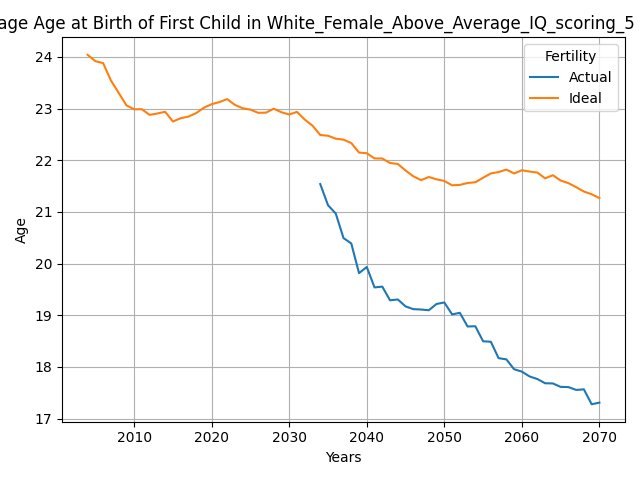 age Age at Birth of First Child in White_Female_Above_Average_IQ_scoring_5
Fertility
Actual
Ideal
Age
24
23
22
21
20
19
18
17
2010
2020
2030
2040
2050
2060
2070
Years